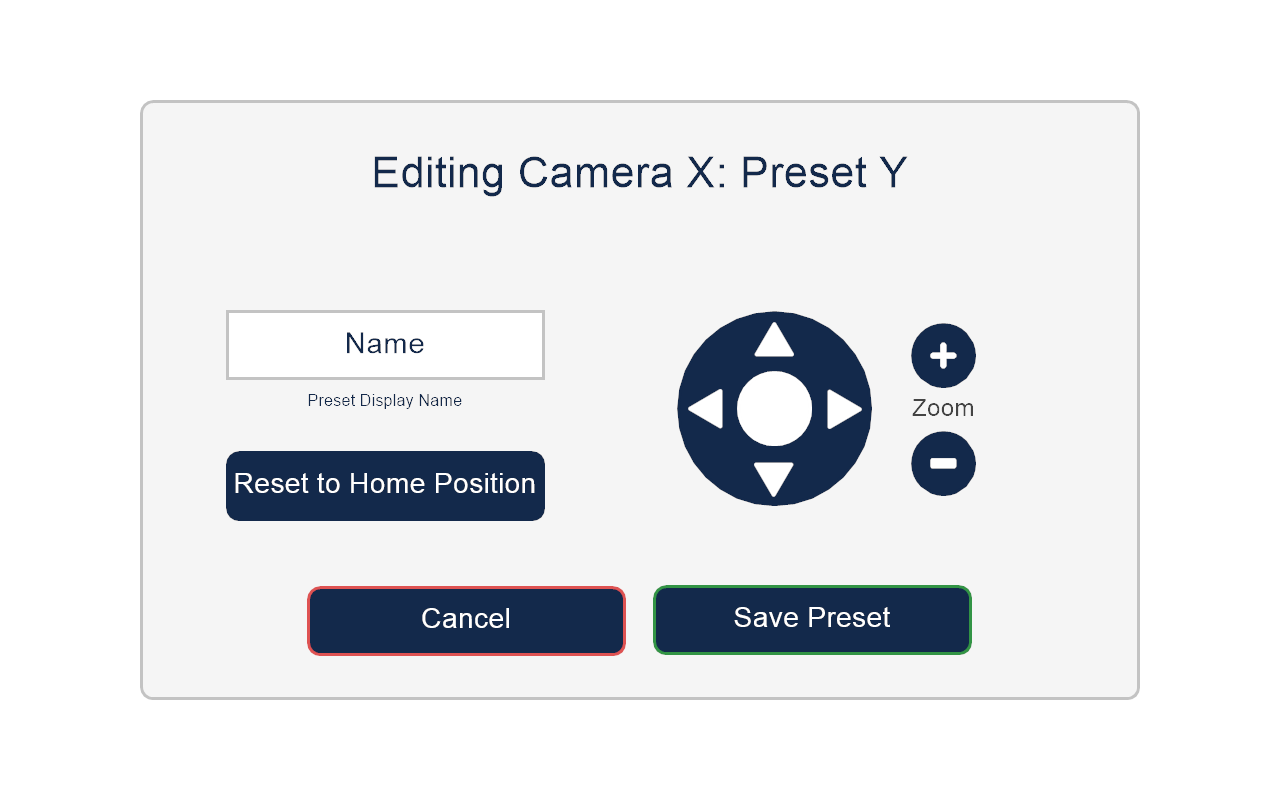 Editing Camera X: Preset Y
Name
Preset Display Name
Reset to Home Position
Zoom
Cancel
Save Preset